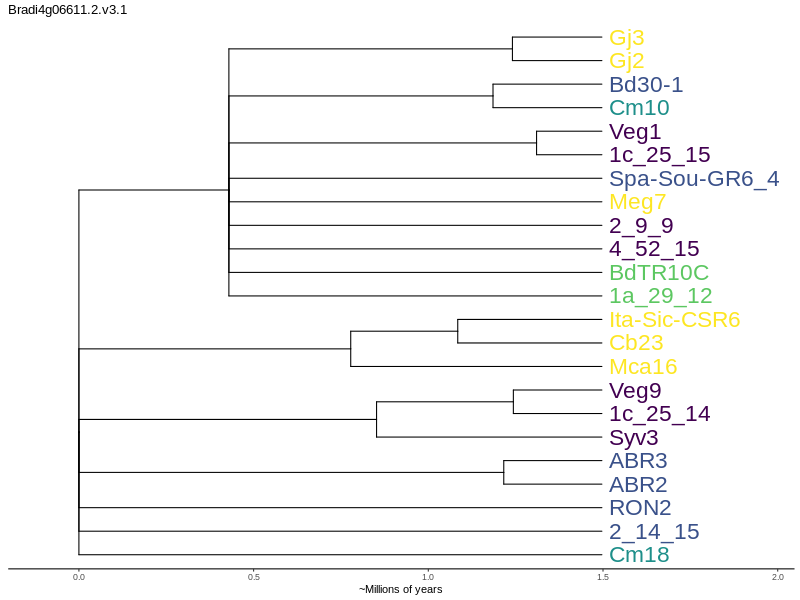 Bradi4g06611.2.v3.1
Gj3
Gj2
Bd30-1
Cm10
Veg1
1c_25_15
Spa-Sou-GR6_4
Meg7
2_9_9
4_52_15
BdTR10C
1a_29_12
Ita-Sic-CSR6
Cb23
Mca16
Veg9
1c_25_14
Syv3
ABR3
ABR2
RON2
2_14_15
Cm18
0.0 0.5 1.0 1.5 2.0
~Millions of years